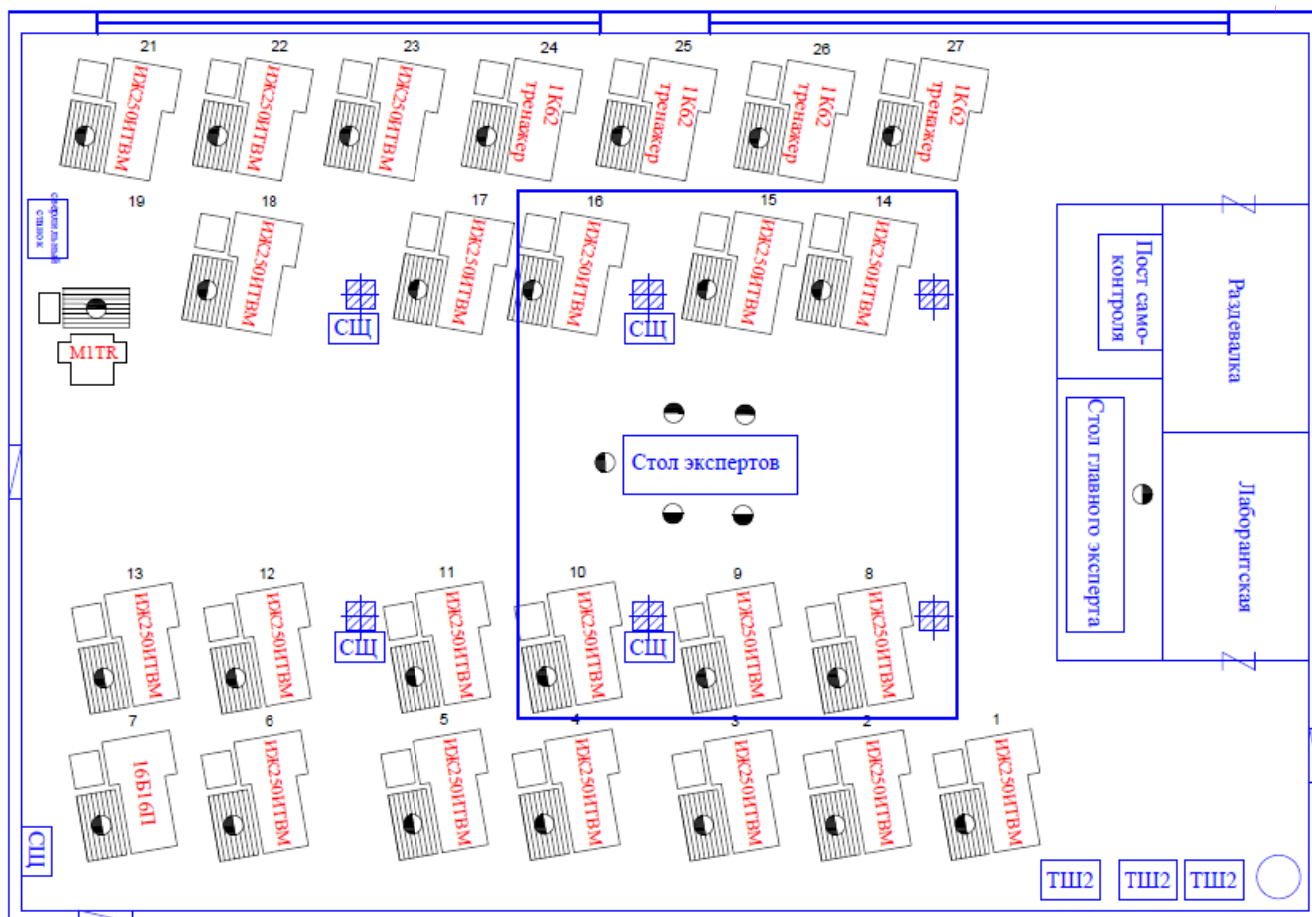 21
22
23
24
25
26
27
ИЖ250ИТВМ
ИЖ250ИТВМ
ИЖ250ИТВМ
1К62
тренажер
1К62
тренажер
1К62
тренажер
1К62
тренажер
сверлильный
станок
19
18
17
16
15
14
ИЖ250ИТВМ
ИЖ250ИТВМ
ИЖ250ИТВМ
ИЖ250ИТВМ
ИЖ250ИТВМ
Пост само-
контроля
Раздевалка
СЩ
СЩ
M1TR
Стол экспертов
Стол главного эксперта
Лаборантская
13
12
11
10
9
8
ИЖ250ИТВМ
ИЖ250ИТВМ
ИЖ250ИТВМ
ИЖ250ИТВМ
ИЖ250ИТВМ
ИЖ250ИТВМ
СЩ
СЩ
7
6
5
4
3
2
1
16Б16П
ИЖ250ИТВМ
ИЖ250ИТВМ
ИЖ250ИТВМ
ИЖ250ИТВМ
ИЖ250ИТВМ
ИЖ250ИТВМ
СЩ
ТШ2
ТШ2
ТШ2